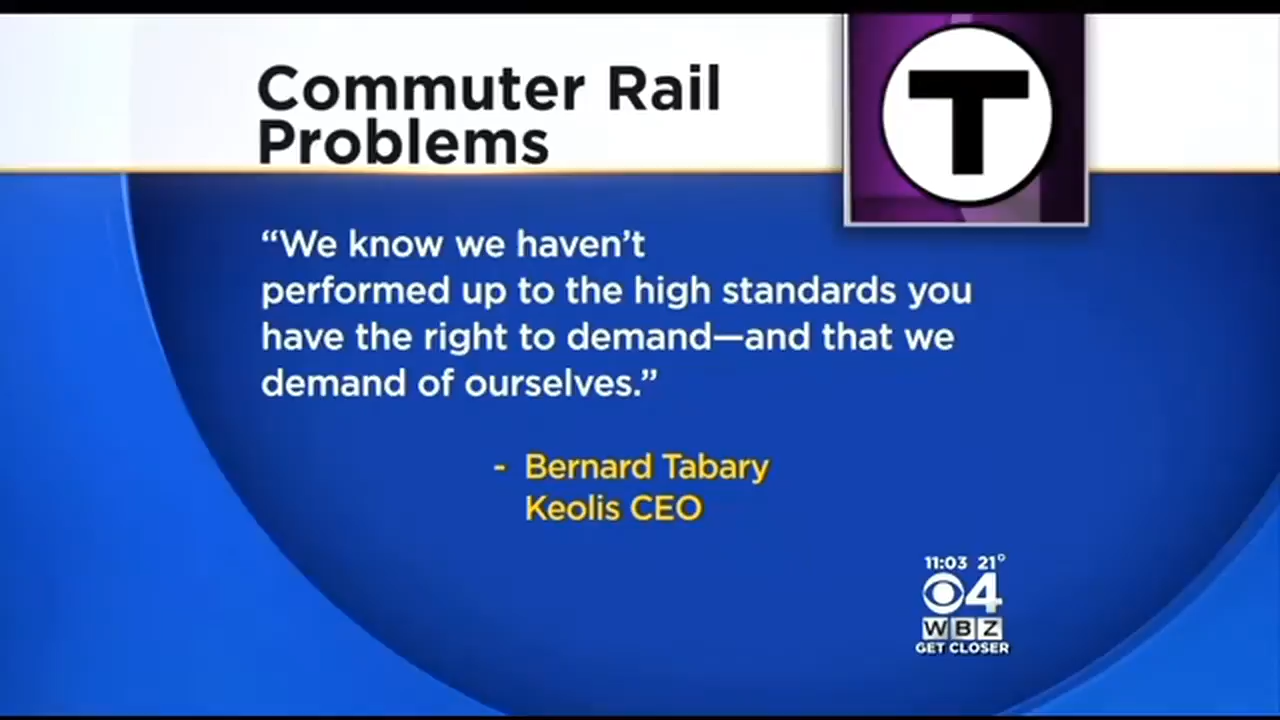 Commuter Rail
Problems
T
“We know we haven’t
performed up to the high standards you
have the right to demand—and that we
demand of ourselves.”
- Bernard Tabary
Keolis CEO
11:03 21°
4
WBZ
GET CLOSER